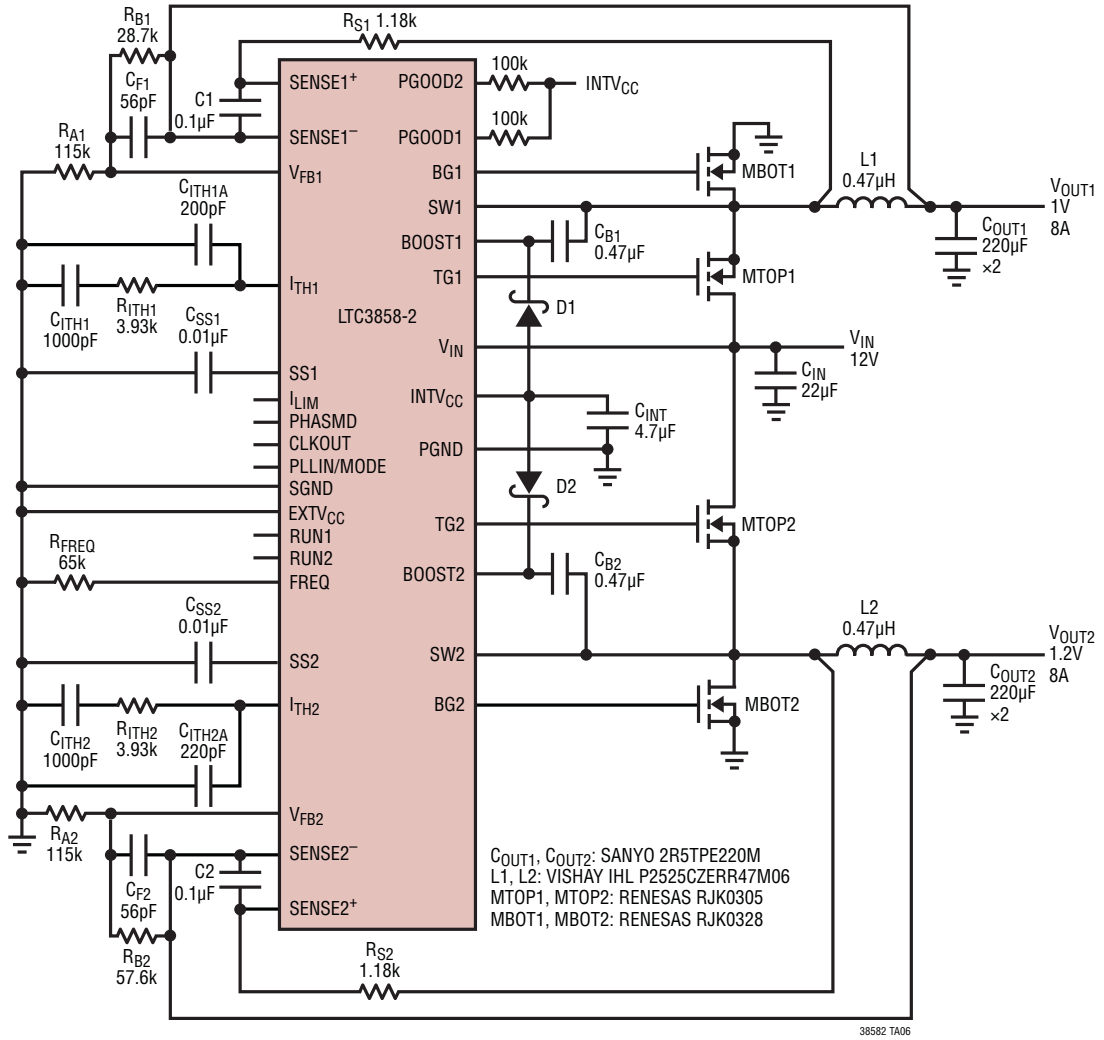 RB1
28.7k
RS1 1.18k
CF1
56pF
C1
0.1µF
RA1
115k
CITH1A
200pF
CITH1
1000pF
RITH1
3.93k
CSS1
0.01µF
RFREQ
65k
CSS2
0.01µF
CITH2
1000pF
RITH2
3.93k
CITH2A
220pF
RA2
115k
CF2
56pF
C2
0.1µF
RB2
57.6k
RS2
1.18k
SENSE1+
SENSE1–
VFB1
ITH1
LTC3858-2
SS1
ILIM
PHASMD
CLKOUT
PLLIN/MODE
SGND
EXTVCC
RUN1
RUN2
FREQ
SS2
ITH2
VFB2
SENSE2–
SENSE2+
PGOOD2
PGOOD1
BG1
SW1
BOOST1
TG1
VIN
INTVCC
PGND
TG2
BOOST2
SW2
BG2
100k
INTVCC
100k
MBOT1
L1
0.47µH
VOUT1
1V
8A
COUT1
220µF
×2
CB1
0.47µF
MTOP1
D1
VIN
12V
CIN
22µF
CINT
4.7µF
D2
MTOP2
CB2
0.47µF
L2
0.47µH
VOUT2
1.2V
8A
COUT2
220µF
×2
MBOT2
COUT1, COUT2: SANYO 2R5TPE220M
L1, L2: VISHAY IHL P2525CZERR47M06
MTOP1, MTOP2: RENESAS RJK0305
MBOT1, MBOT2: RENESAS RJK0328
38582 TA06